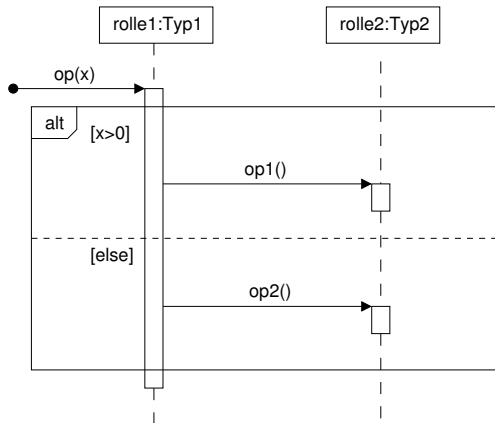 rolle1:Typ1 rolle2:Typ2
op(x)
alt
[x>0]
op1()
[else]
op2()